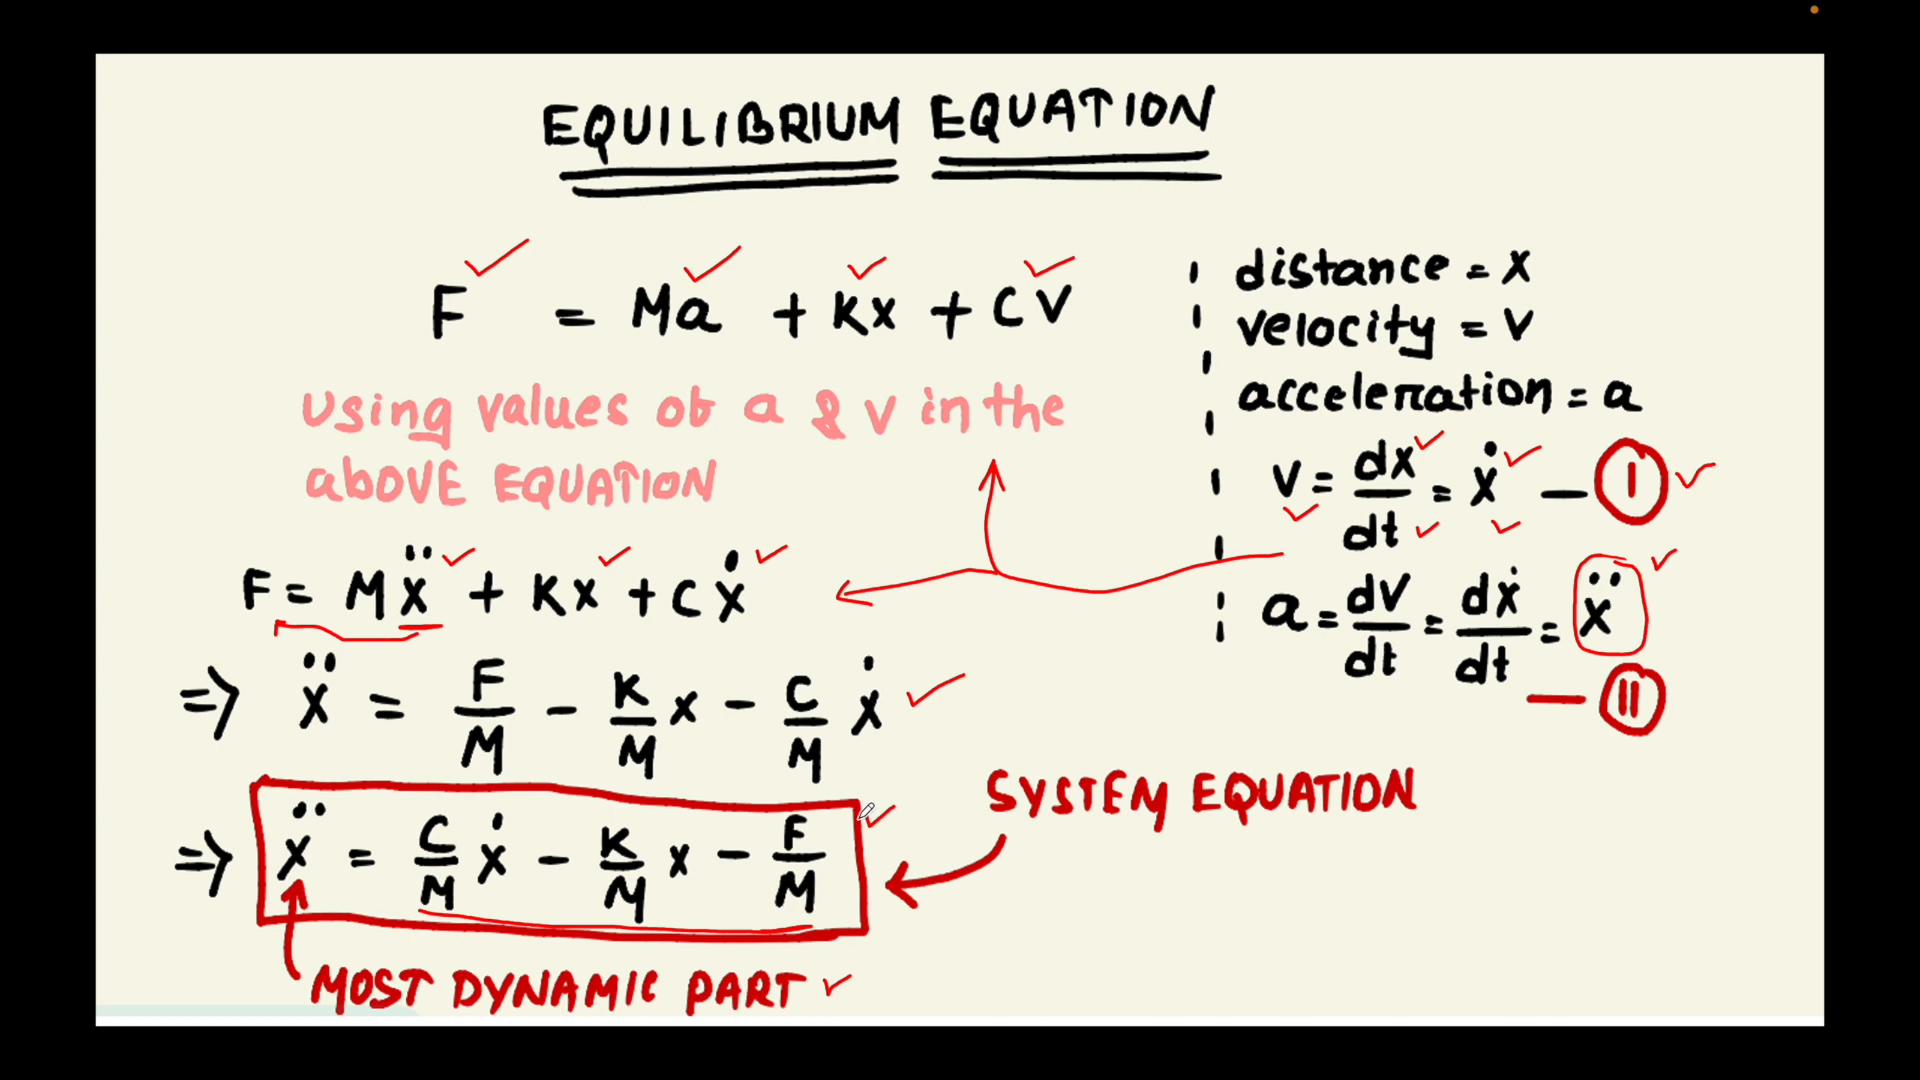 EQUILIBRIUM EQUATION
F = Ma + Kx + CV
Using values of a & v in the
abOVE EQUATION
F = Mẍ + Kx + Cẋ
=> ẍ = F/M - K/M x - C/M ẋ
=> ẍ = C/M ẋ - K/M x - F/M
MOST DYNAMIC PART
SYSTEM EQUATION
distance = x
velocity = v
acceleration = a
V = dx/dt = ẋ — I
a = dV/dt = dẋ/dt = ẍ
— II